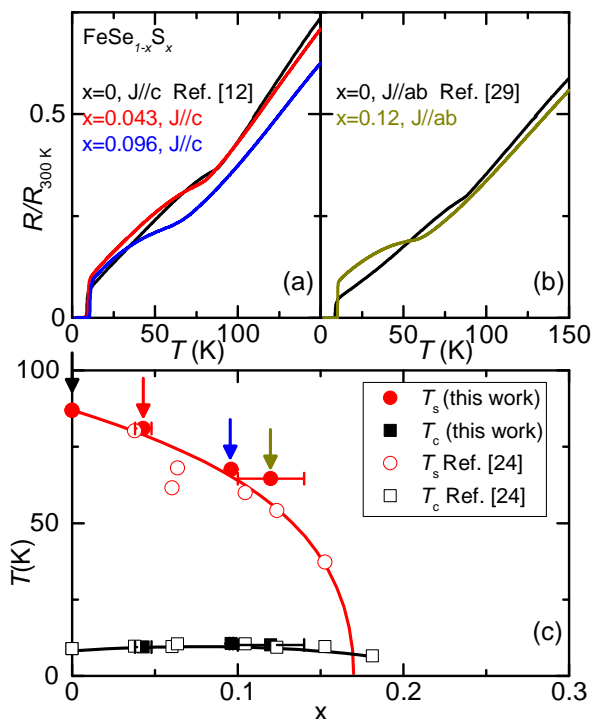 FeSe1-xSx
x=0, J//c Ref. [12]
x=0.043, J//c
x=0.096, J//c
x=0, J//ab Ref. [29]
x=0.12, J//ab
0.5
0
R/R300 K
(a)
(b)
0 50 100 0 50 100 150
T (K) T (K)
100
50
0
T(K)
Ts (this work)
Tc (this work)
Ts Ref. [24]
Tc Ref. [24]
(c)
0.0 0.1 0.2 0.3
x